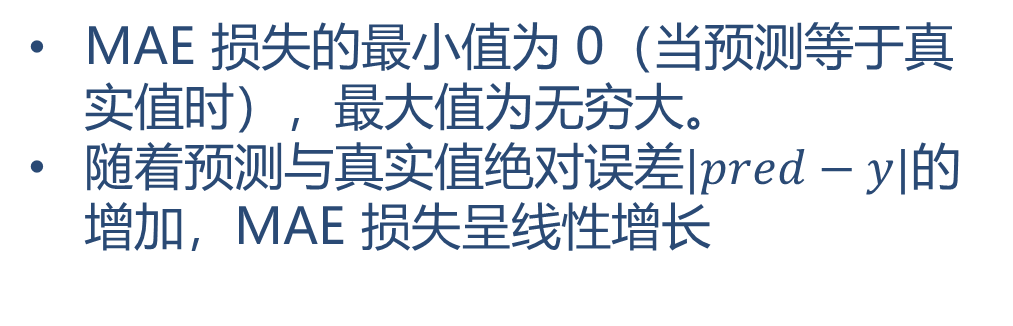 • MAE 损失的最小值为 0（当预测等于真
实值时），最大值为无穷大。
• 随着预测与真实值绝对误差|pred − y|的
增加，MAE 损失呈线性增长